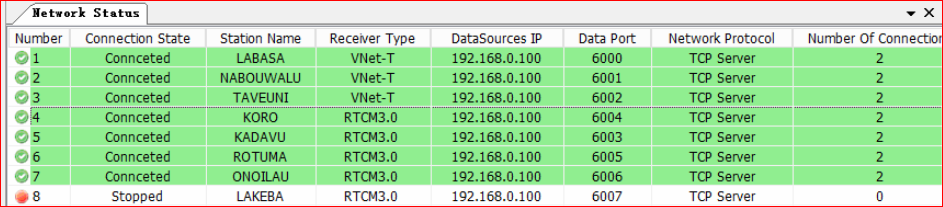 Network Status
Number Connection State Station Name Receiver Type DataSources IP Data Port Network Protocol Number Of Connection
1 Connceted LABASA VNet-T 192.168.0.100 6000 TCP Server 2
2 Connceted NABOUWALU VNet-T 192.168.0.100 6001 TCP Server 2
3 Connceted TAVEUNI VNet-T 192.168.0.100 6002 TCP Server 2
4 Connceted KORO RTCM3.0 192.168.0.100 6004 TCP Server 2
5 Connceted KADAVU RTCM3.0 192.168.0.100 6003 TCP Server 2
6 Connceted ROTUMA RTCM3.0 192.168.0.100 6005 TCP Server 2
7 Connceted ONOILAU RTCM3.0 192.168.0.100 6006 TCP Server 2
8 Stopped LAKEBA RTCM3.0 192.168.0.100 6007 TCP Server 0